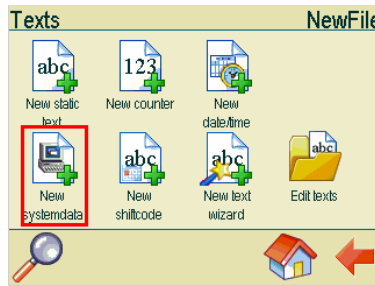 Texts NewFile
abc 123
New static text New counter New date/time
abc abc abc
New systemdata New shiftcode New text wizard Edit texts